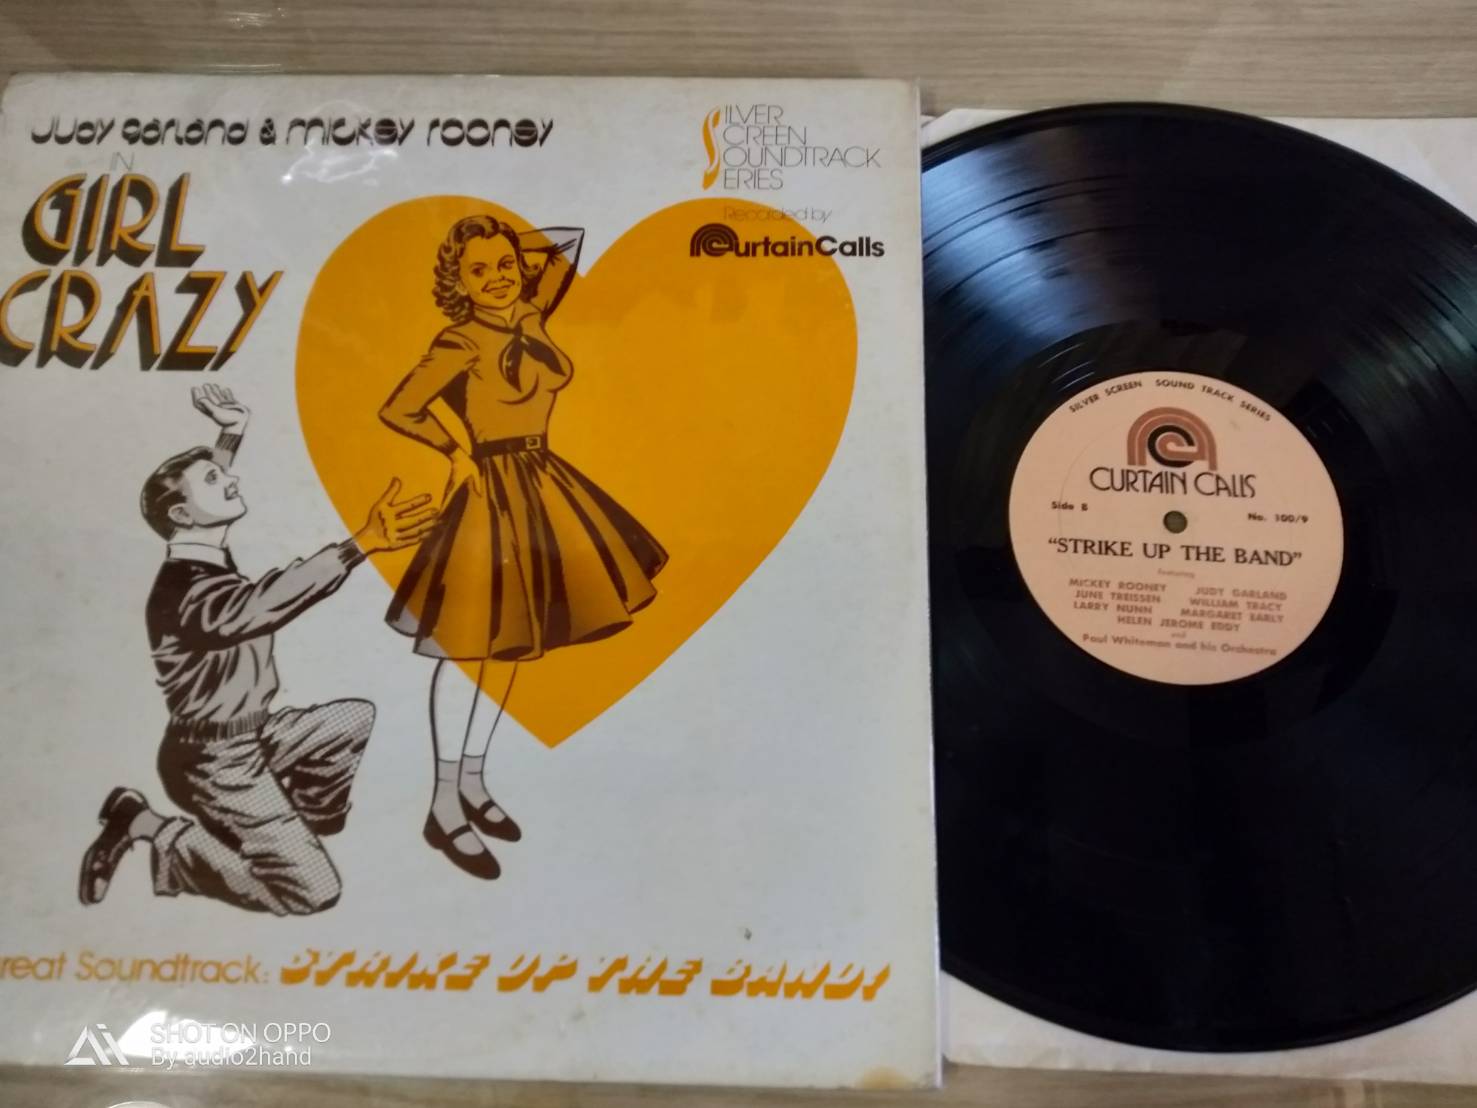 Judy Garland & Mickey Rooney
IN
GIRL
CRAZY
SILVER
SCREEN
SOUNDTRACK
SERIES
Recorded by
CurtainCalls
reat Soundtrack: STRIKE UP THE BAND!
SHOT ON OPPO
By audio2hand
SILVER SCREEN SOUND TRACK SERIES
CURTAIN CALLS
Side B
No. 100/9
"STRIKE UP THE BAND"
featuring
MICKEY ROONEY JUDY GARLAND
JUNE TREISSEN WILLIAM TRACY
LARRY NUNN MARGARET EARLY
HELEN JEROME EDDY
and
Paul Whiteman and his Orchestra